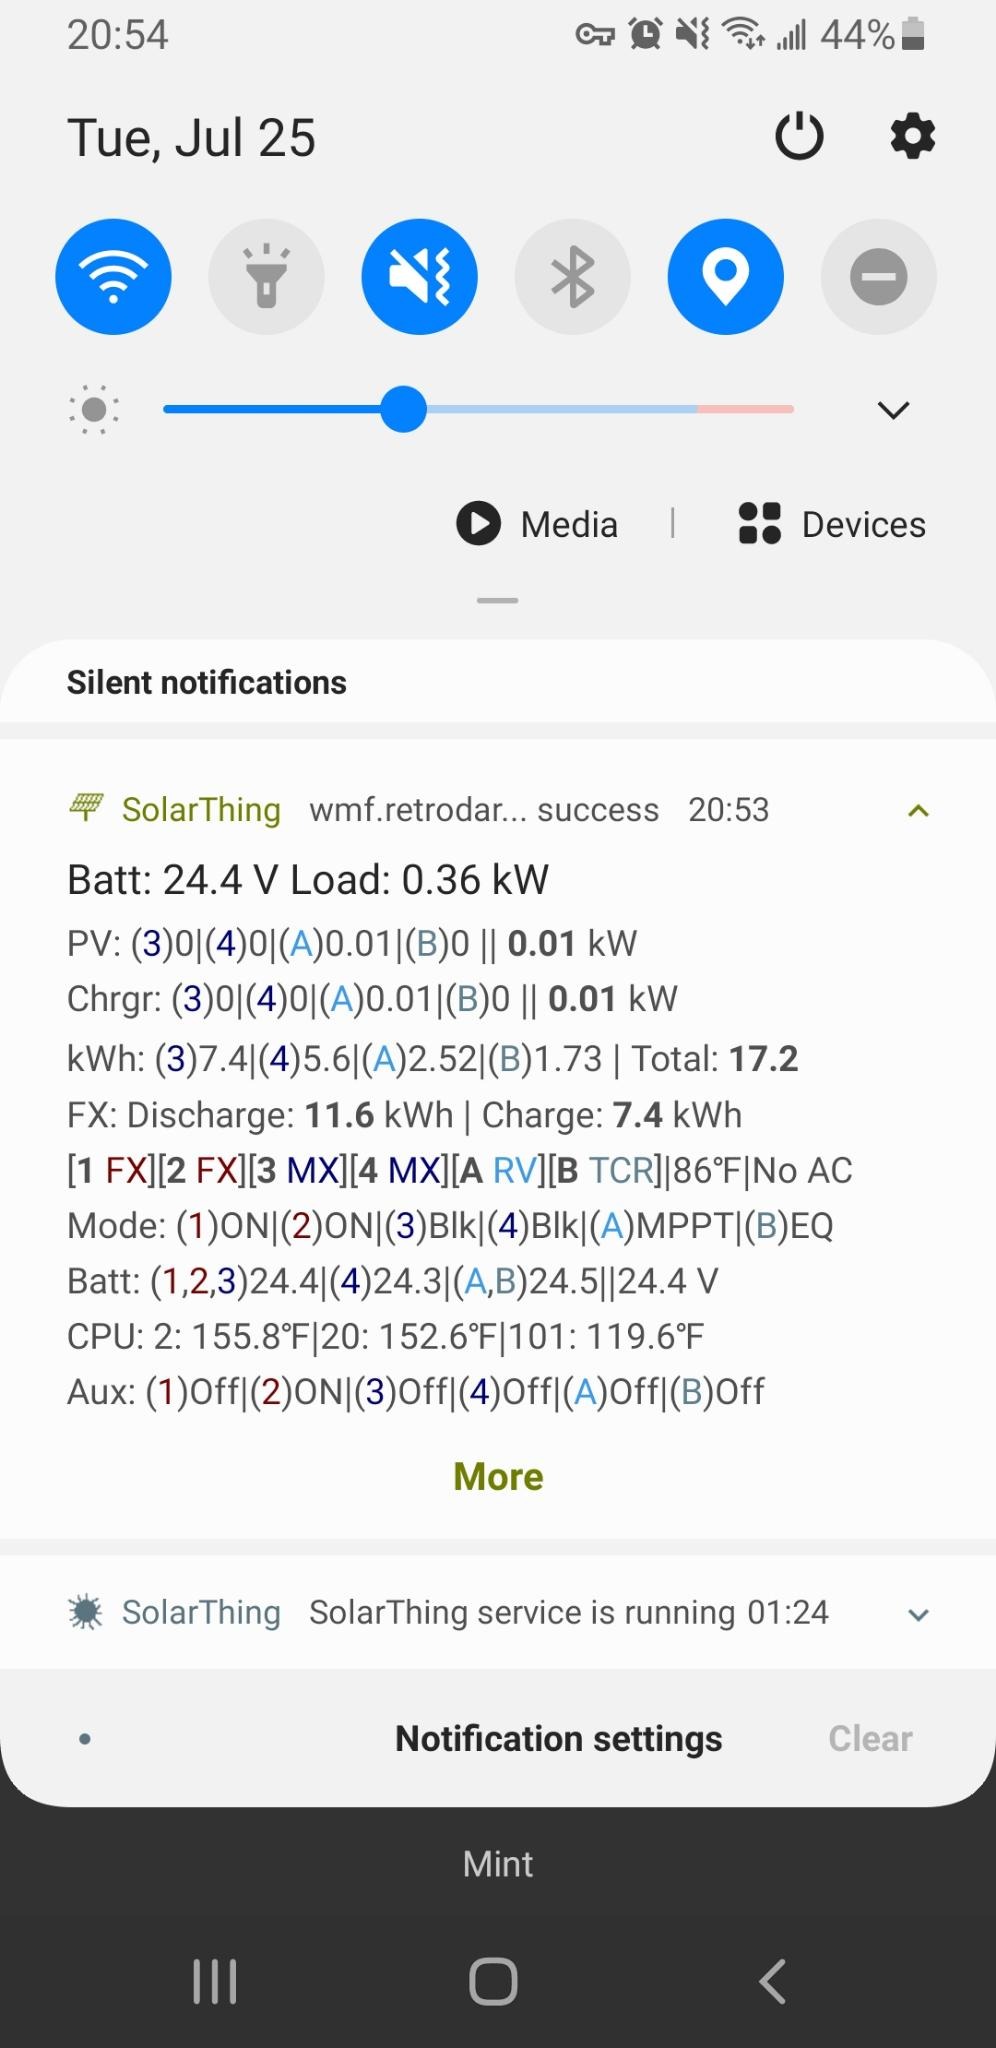 20:54 44%
Tue, Jul 25
Media | Devices
Silent notifications
SolarThing wmf.retrodar... success 20:53
Batt: 24.4 V Load: 0.36 kW
PV: (3)0|(4)0|(A)0.01|(B)0 || 0.01 kW
Chrgr: (3)0|(4)0|(A)0.01|(B)0 || 0.01 kW
kWh: (3)7.4|(4)5.6|(A)2.52|(B)1.73 | Total: 17.2
FX: Discharge: 11.6 kWh | Charge: 7.4 kWh
[1 FX][2 FX][3 MX][4 MX][A RV][B TCR]|86°F|No AC
Mode: (1)ON|(2)ON|(3)Blk|(4)Blk|(A)MPPT|(B)EQ
Batt: (1,2,3)24.4|(4)24.3|(A,B)24.5||24.4 V
CPU: 2: 155.8°F|20: 152.6°F|101: 119.6°F
Aux: (1)Off|(2)ON|(3)Off|(4)Off|(A)Off|(B)Off
More
SolarThing SolarThing service is running 01:24
Notification settings Clear
Mint